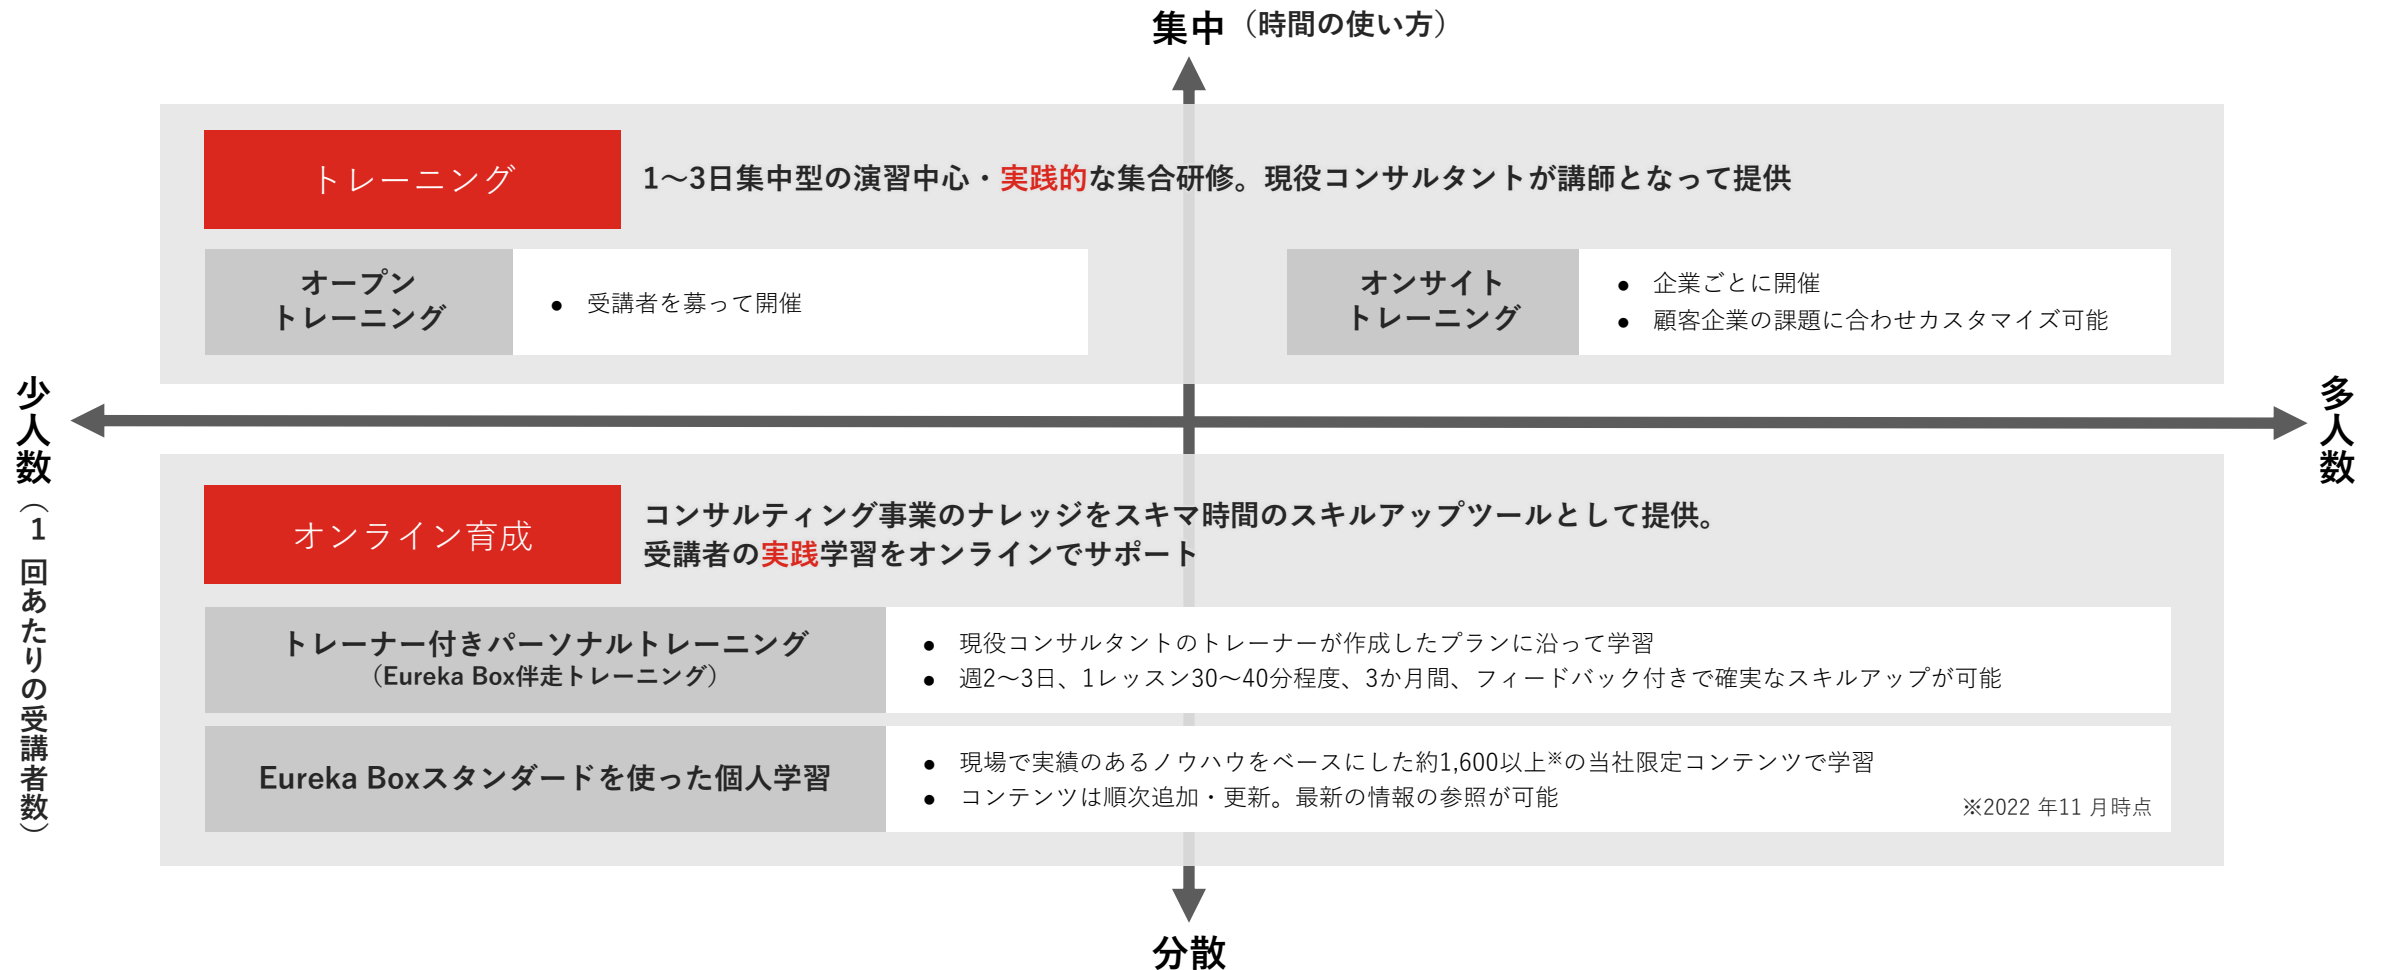 集中（時間の使い方）
トレーニング
1～3日集中型の演習中心・実践的な集合研修。現役コンサルタントが講師となって提供
オープン
トレーニング
● 受講者を募って開催
オンサイト
トレーニング
● 企業ごとに開催
● 顧客企業の課題に合わせカスタマイズ可能
少人数（1回あたりの受講者数）
多人数
オンライン育成
コンサルティング事業のナレッジをスキマ時間のスキルアップツールとして提供。
受講者の実践学習をオンラインでサポート
トレーナー付きパーソナルトレーニング
（Eureka Box伴走トレーニング）
● 現役コンサルタントのトレーナーが作成したプランに沿って学習
● 週2～3日、1レッスン30～40分程度、3か月間、フィードバック付きで確実なスキルアップが可能
Eureka Boxスタンダードを使った個人学習
● 現場で実績のあるノウハウをベースにした約1,600以上※の当社限定コンテンツで学習
● コンテンツは順次追加・更新。最新の情報の参照が可能
※2022 年11 月時点
分散